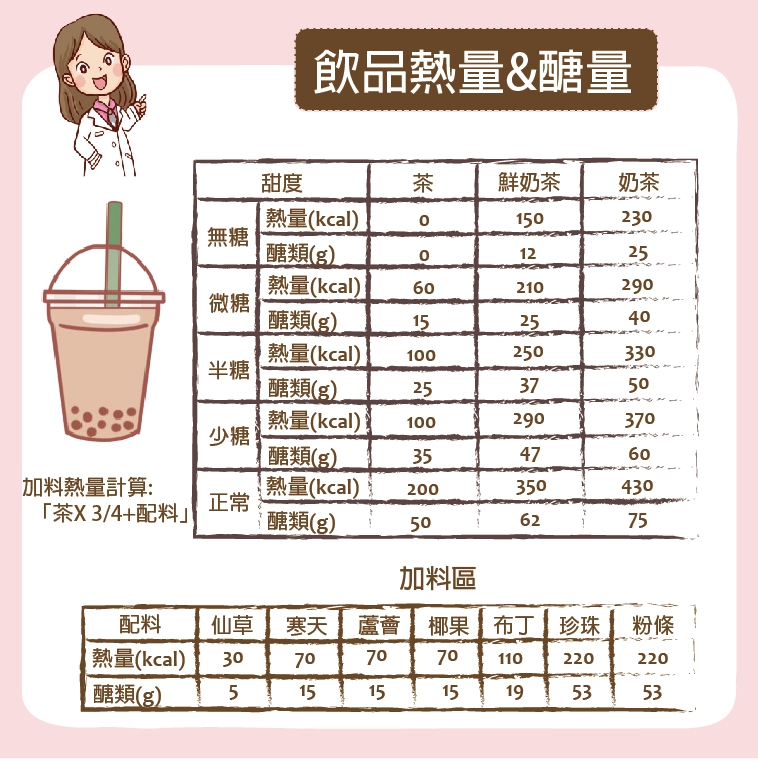 飲品熱量&醣量
甜度 茶 鮮奶茶 奶茶
無糖 熱量(kcal) 0 150 230
醣類(g) 0 12 25
微糖 熱量(kcal) 60 210 290
醣類(g) 15 25 40
半糖 熱量(kcal) 100 250 330
醣類(g) 25 37 50
少糖 熱量(kcal) 100 290 370
醣類(g) 35 47 60
正常 熱量(kcal) 200 350 430
醣類(g) 50 62 75
加料熱量計算:
「茶X 3/4+配料」
加料區
配料 仙草 寒天 蘆薈 椰果 布丁 珍珠 粉條
熱量(kcal) 30 70 70 70 110 220 220
醣類(g) 5 15 15 15 19 53 53